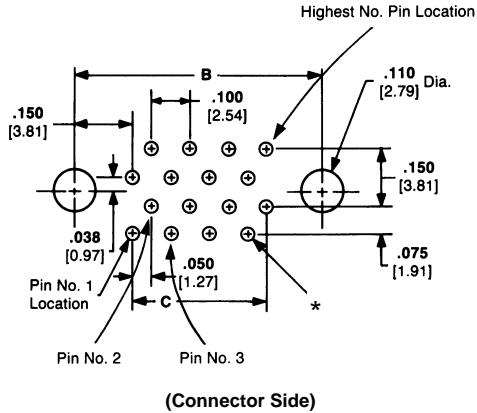 Highest No. Pin Location
B
.110 Dia.
[2.79]
.150
[3.81]
.100
[2.54]
.150
[3.81]
.038
[0.97]
.075
[1.91]
.050
[1.27]
Pin No. 1
Location
C
*
Pin No. 2
Pin No. 3
(Connector Side)